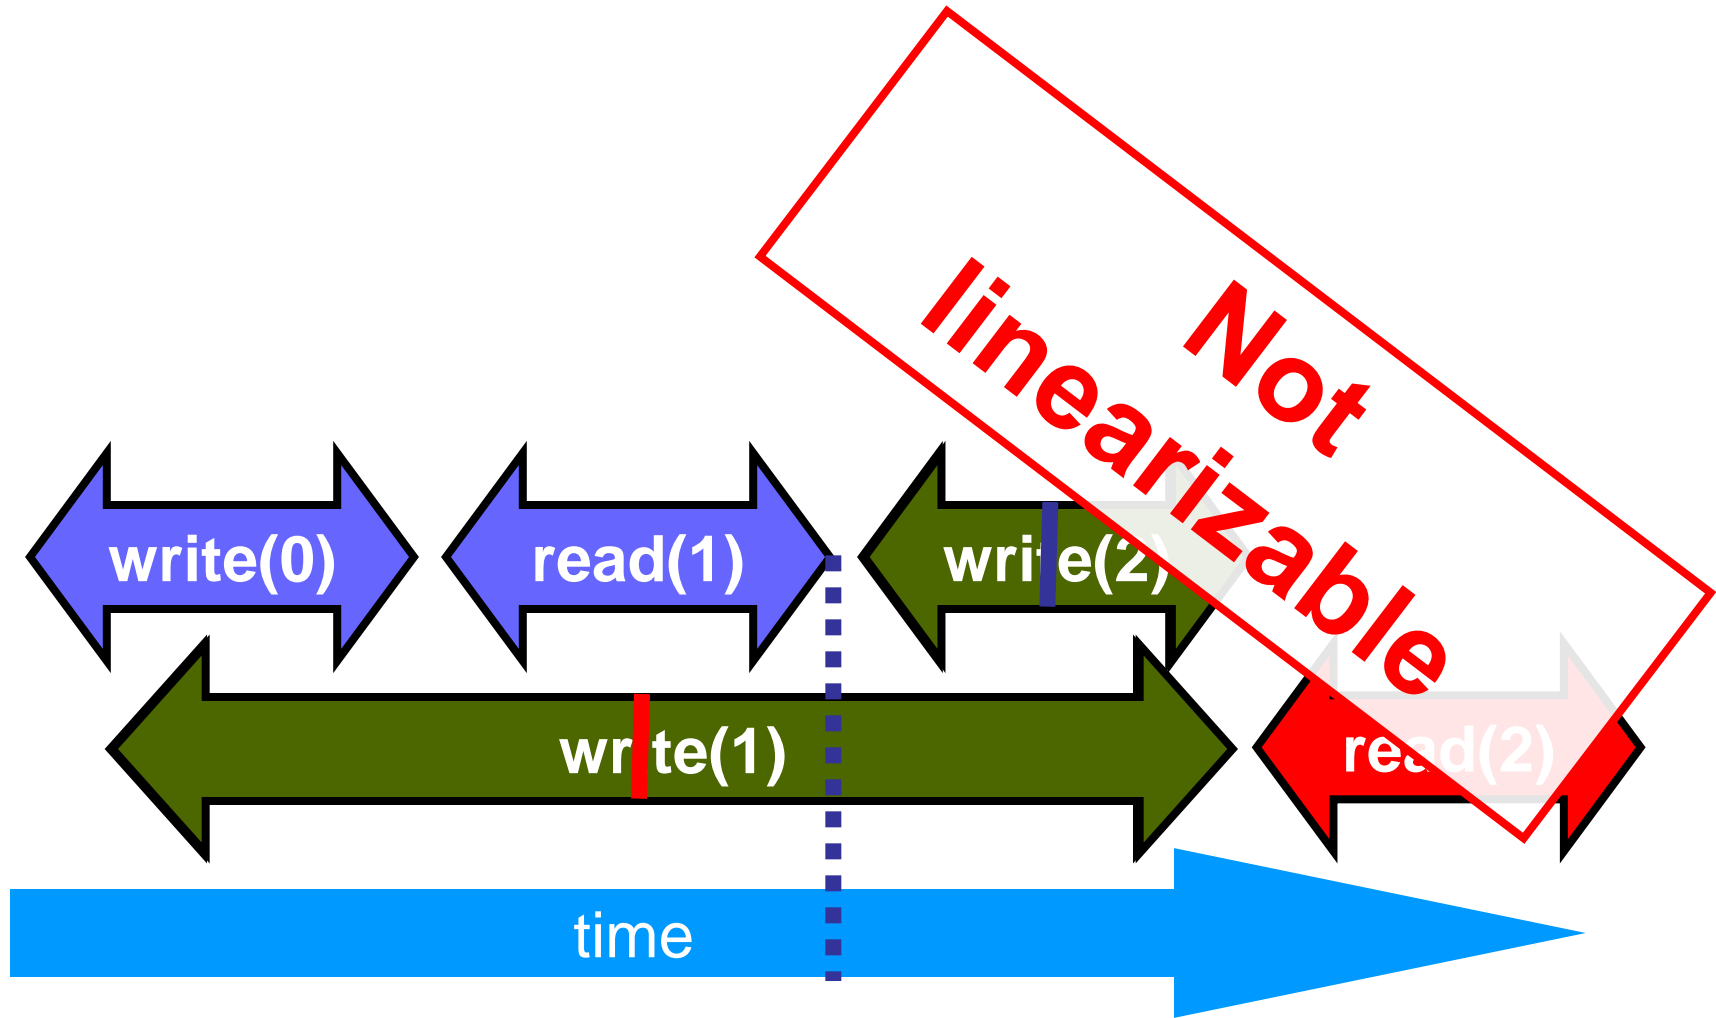 Not
linearizable
write(0)
read(1)
write(2)
write(1)
read(2)
time